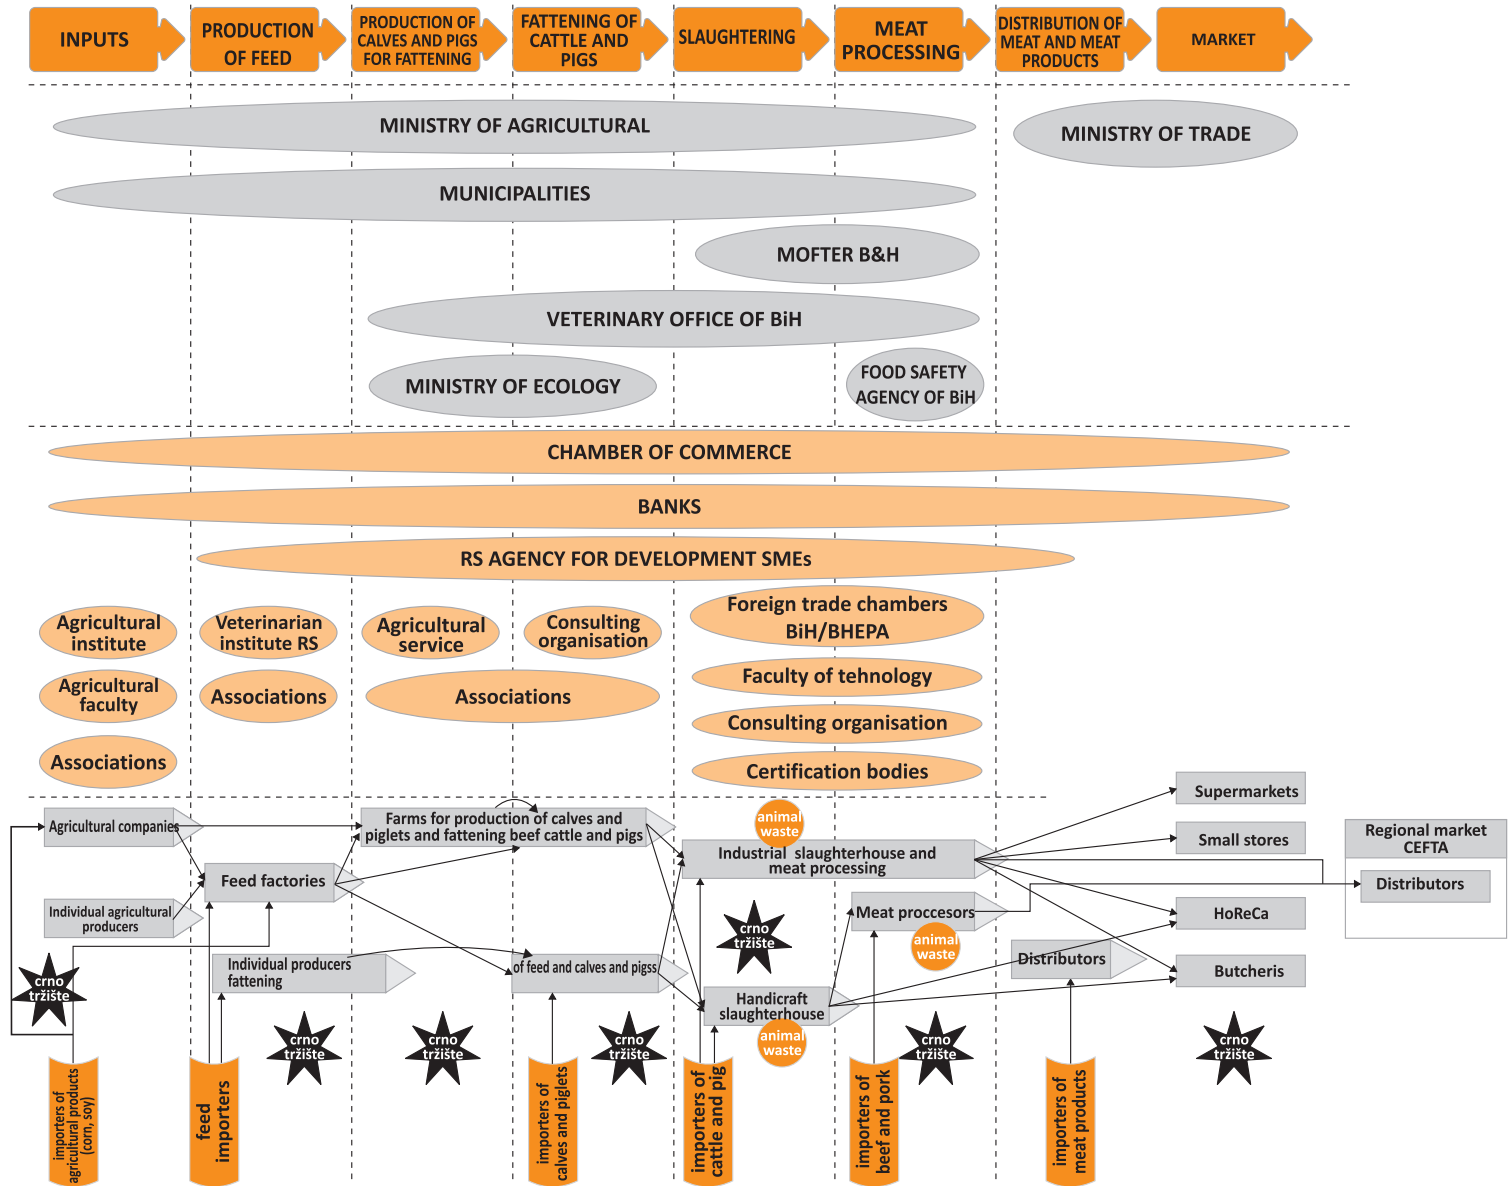 INPUTS
PRODUCTION
OF FEED
PRODUCTION OF
CALVES AND PIGS
FOR FATTENING
FATTENING OF
CATTLE AND
PIGS
SLAUGHTERING
MEAT
PROCESSING
DISTRIBUTION OF
MEAT AND MEAT
PRODUCTS
MARKET
MINISTRY OF AGRICULTURAL
MINISTRY OF TRADE
MUNICIPALITIES
MOFTER B&H
VETERINARY OFFICE OF BiH
MINISTRY OF ECOLOGY
FOOD SAFETY
AGENCY OF BiH
CHAMBER OF COMMERCE
BANKS
RS AGENCY FOR DEVELOPMENT SMEs
Agricultural
institute
Veterinarian
institute RS
Agricultural
service
Consulting
organisation
Foreign trade chambers
BiH/BHEPA
Agricultural
faculty
Associations
Associations
Faculty of tehnology
Consulting organisation
Associations
Certification bodies
Agricultural companies
Farms for production of calves and
piglets and fattening beef cattle and pigs
animal
waste
Industrial slaughterhouse and
meat processing
Supermarkets
Small stores
Regional market
CEFTA
Distributors
Feed factories
Individual agricultural
producers
Meat proccesors
animal
waste
HoReCa
crno
tržište
Distributors
Butcheris
Individual producers
fattening
of feed and calves and pigss
crno
tržište
Handicraft
slaughterhouse
animal
waste
crno
tržište
crno
tržište
crno
tržište
crno
tržište
crno
tržište
importers of
agricultural products
(corn, soy)
feed
importers
importers of
calves and piglets
importers of
cattle and pig
importers of
beef and pork
importers of
meat products